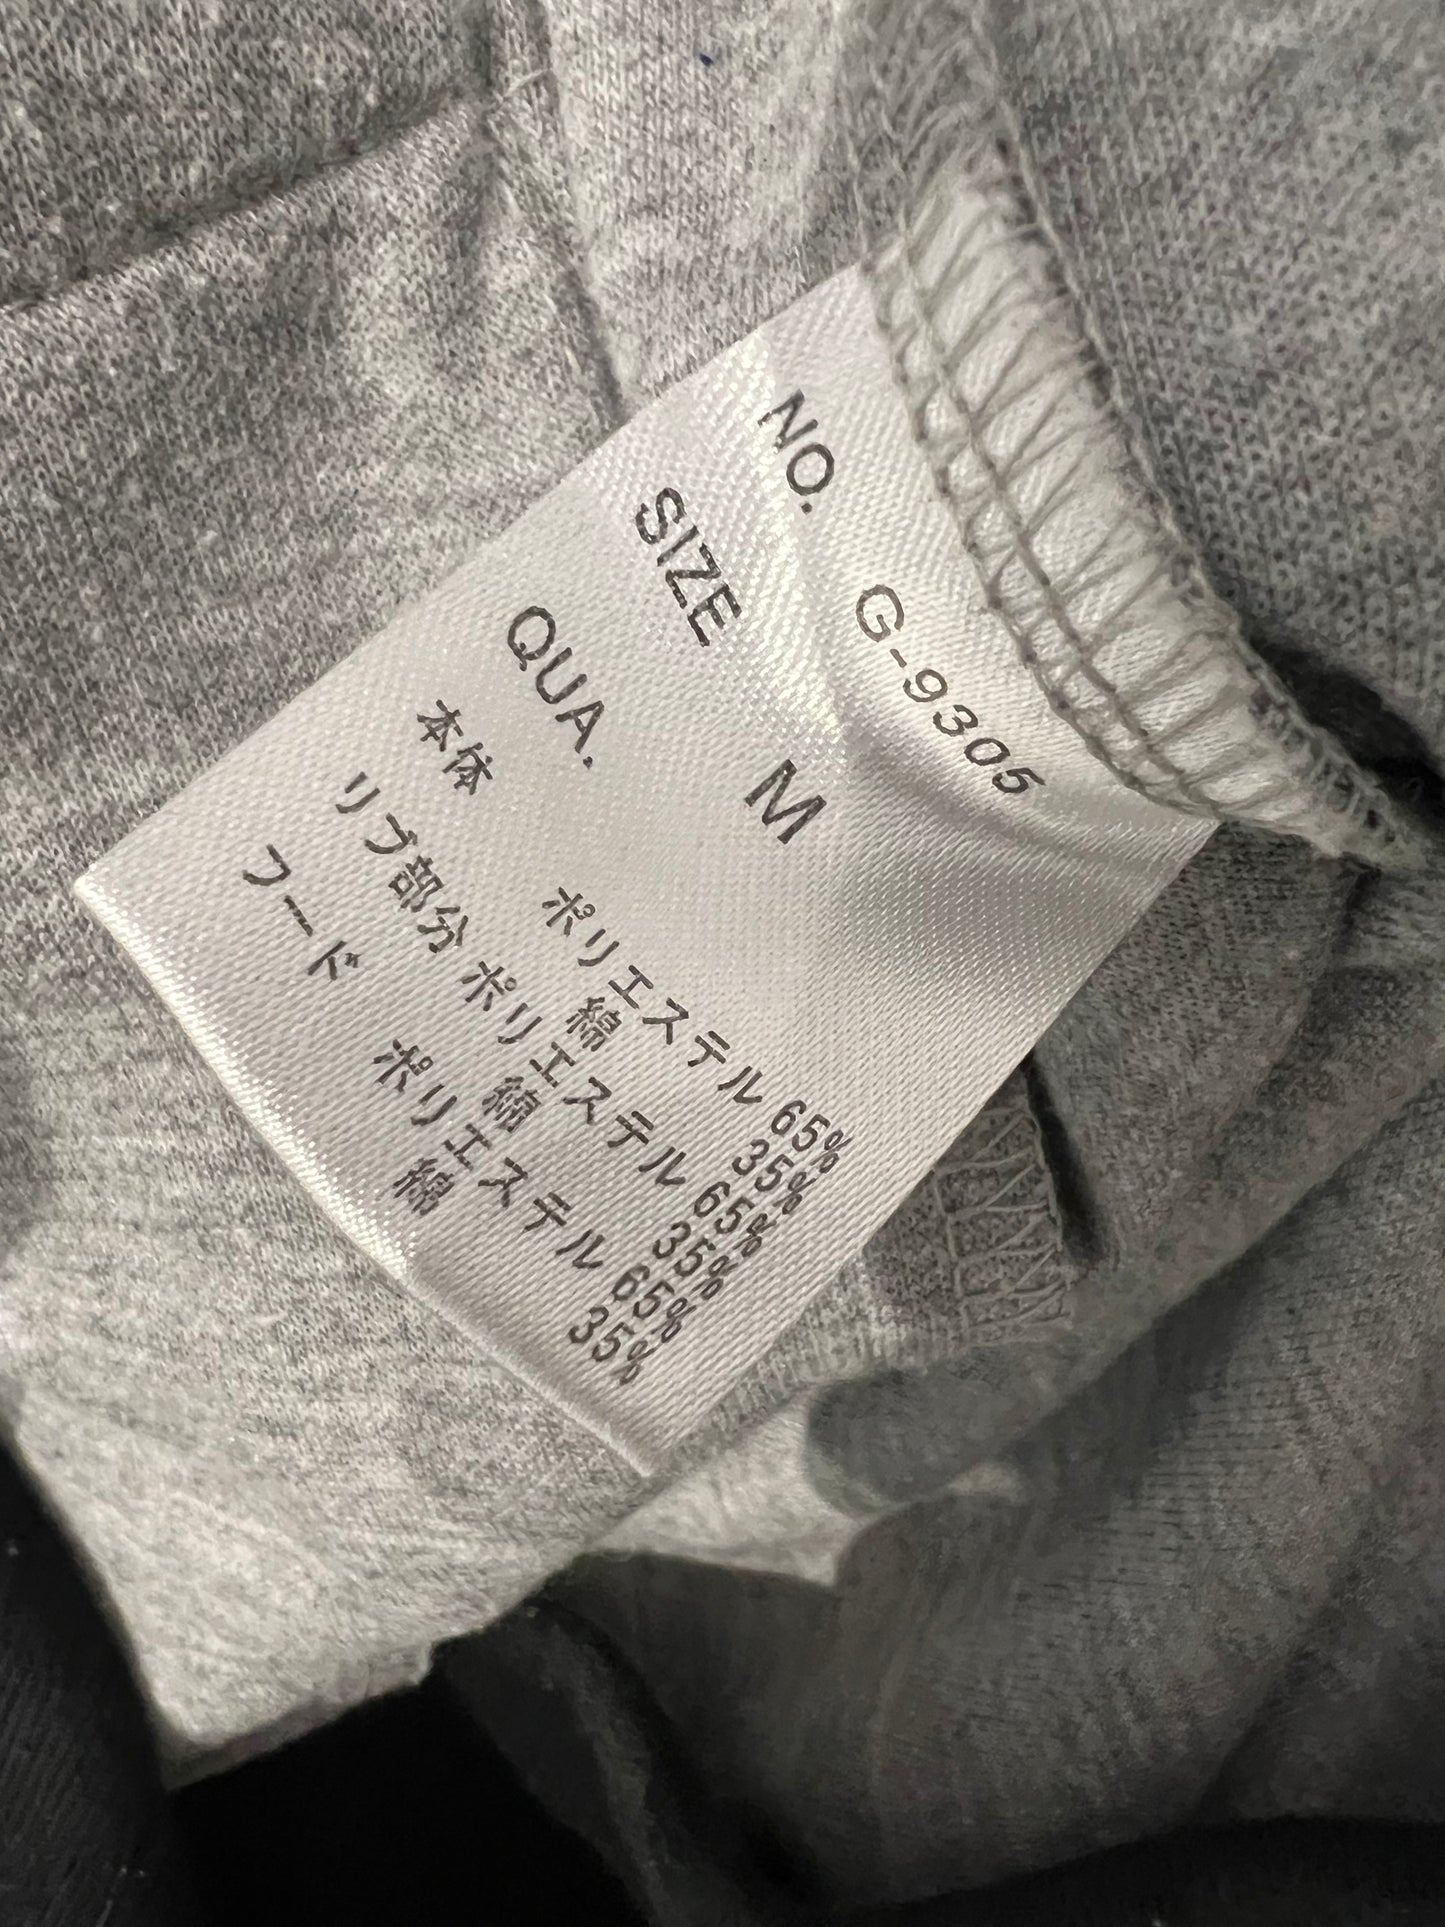 NO. G-9305
SIZE M
QUA.
本体 ポリエステル 65%
綿 35%
リブ部分 ポリエステル 65%
綿 35%
フード ポリエステル 65%
綿 35%